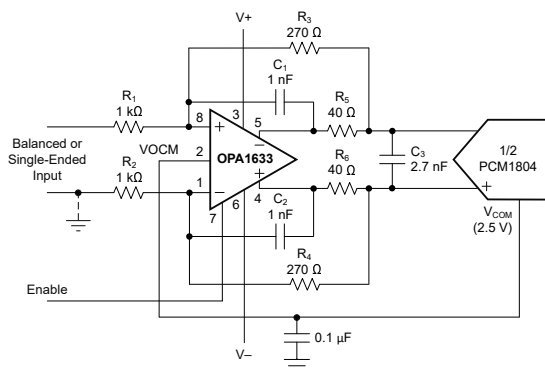 R3
270 Ω
V+
C1
1 nF
R1
1 kΩ
R5
40 Ω
8
+
3
5
−
Balanced or
Single-Ended
Input
VOCM
2
OPA1633
1/2
PCM1804
R2
1 kΩ
R6
40 Ω
C3
2.7 nF
1
−
+
4
6
7
+
VCOM
(2.5 V)
C2
1 nF
R4
270 Ω
Enable
0.1 µF
V−